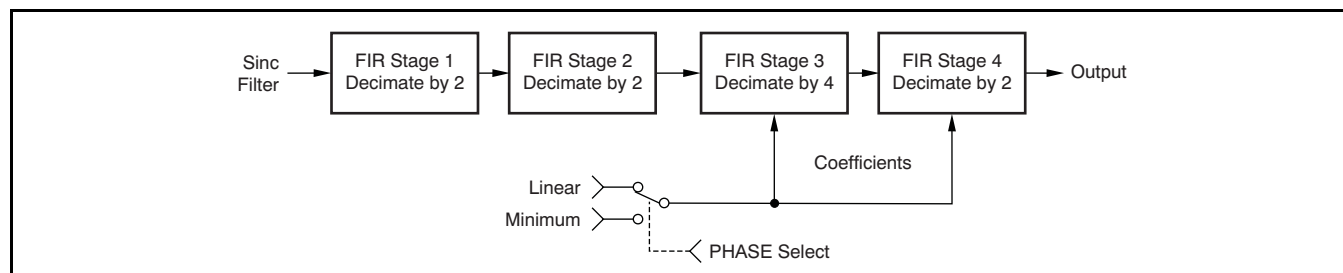 Sinc
Filter
FIR Stage 1
Decimate by 2
FIR Stage 2
Decimate by 2
FIR Stage 3
Decimate by 4
FIR Stage 4
Decimate by 2
Output
Coefficients
Linear
Minimum
PHASE Select